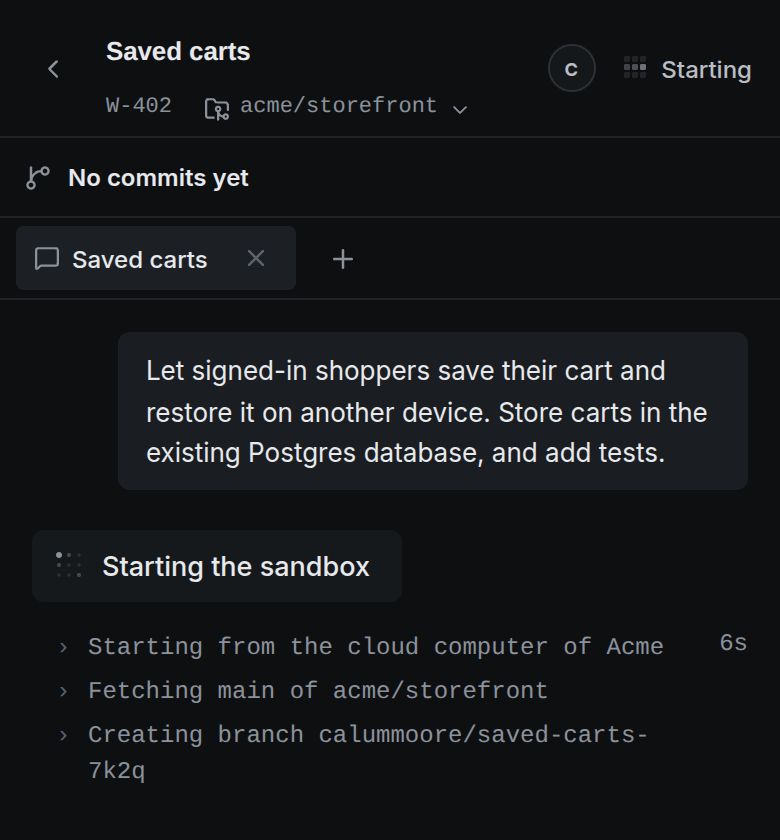 Saved carts
C
Starting
W-402
acme/storefront
No commits yet
Saved carts
Let signed-in shoppers save their cart and
restore it on another device. Store carts in the
existing Postgres database, and add tests.
Starting the sandbox
› Starting from the cloud computer of Acme 6s
› Fetching main of acme/storefront
› Creating branch calummoore/saved-carts-
7k2q